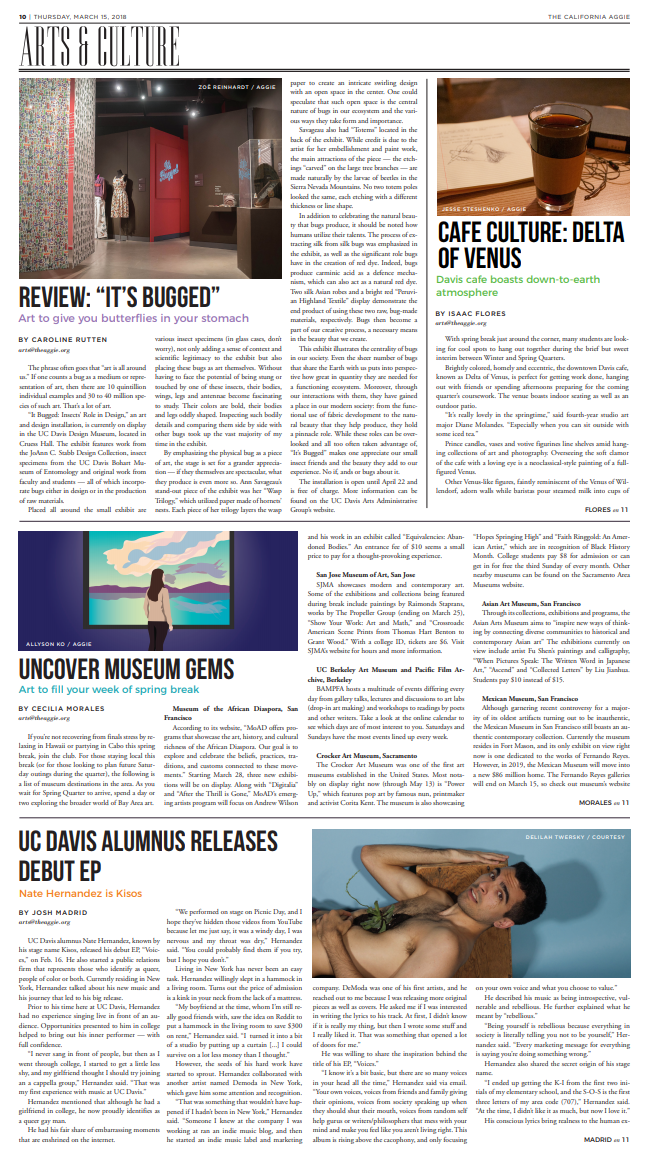 10 | THURSDAY, MARCH 15, 2018
THE CALIFORNIA AGGIE
ARTS & CULTURE
ZOË REINHARDT / AGGIE
REVIEW: “IT’S BUGGED”
Art to give you butterflies in your stomach
BY CAROLINE RUTTEN
arts@theaggie.org
The phrase often goes that “art is all around
us.” If one counts a bug as a medium or repre-
sentation of art, then there are 10 quintillion
individual examples and 30 to 40 million spe-
cies of such art. That’s a lot of art.
“It Bugged: Insects’ Role in Design,” an art
and design installation, is currently on display
in the UC Davis Design Museum, located in
Cruess Hall. The exhibit features work from
the JoAnn C. Stabb Design Collection, insect
specimens from the UC Davis Bohart Mu-
seum of Entomology and original work from
faculty and students — all of which incorpo-
rate bugs either in design or in the production
of raw materials.
Placed all around the small exhibit are
various insect specimens (in glass cases, don’t
worry), not only adding a sense of context and
scientific legitimacy to the exhibit but also
placing these bugs as art themselves. Without
having to face the potential of being stung or
touched by one of these insects, their bodies,
wings, legs and antennae become fascinating
to study. Their colors are bold, their bodies
and legs oddly shaped. Inspecting such bodily
details and comparing them side by side with
other bugs took up the vast majority of my
time in the exhibit.
By emphasizing the physical bug as a piece
of art, the stage is set for a grander apprecia-
tion — if they themselves are spectacular, what
they produce is even more so. Ann Savageau’s
stand-out piece of the exhibit was her “Wasp
Trilogy,” which utilized paper made of hornets’
nests. Each piece of her trilogy layers the wasp
paper to create an intricate swirling design
with an open space in the center. One could
speculate that such open space is the central
nature of bugs in our ecosystem and the vari-
ous ways they take form and importance.
Savageau also had “Totems” located in the
back of the exhibit. While credit is due to the
artist for her embellishment and paint work,
the main attractions of the piece — the etch-
ings “carved” on the large tree branches — are
made naturally by the larvae of beetles in the
Sierra Nevada Mountains. No two totem poles
looked the same, each etching with a different
thickness or line shape.
In addition to celebrating the natural beau-
ty that bugs produce, it should be noted how
humans utilize their talents. The process of ex-
tracting silk from silk bugs was emphasized in
the exhibit, as well as the significant role bugs
have in the creation of red dye. Indeed, bugs
produce carminic acid as a defence mecha-
nism, which can also act as a natural red dye.
Two silk Asian robes and a bright red “Peruvi-
an Highland Textile” display demonstrate the
end product of using these two raw, bug-made
materials, respectively. Bugs then become a
part of our creative process, a necessary means
in the beauty that we create.
This exhibit illustrates the centrality of bugs
in our society. Even the sheer number of bugs
that share the Earth with us puts into perspec-
tive how great in quantity they are needed for
a functioning ecosystem. Moreover, through
our interactions with them, they have gained
a place in our modern society: from the func-
tional use of fabric development to the natu-
ral beauty that they help produce, they hold
a pinnacle role. While these roles can be over-
looked and all too often taken advantage of,
“It’s Bugged” makes one appreciate our small
insect friends and the beauty they add to our
experience. No if, ands or bugs about it.
The installation is open until April 22 and
is free of charge. More information can be
found on the UC Davis Arts Administrative
Group’s website.
JESSE STESHENKO / AGGIE
CAFE CULTURE: DELTA
OF VENUS
Davis cafe boasts down-to-earth
atmosphere
BY ISAAC FLORES
arts@theaggie.org
With spring break just around the corner, many students are look-
ing for cool spots to hang out together during the brief but sweet
interim between Winter and Spring Quarters.
Brightly colored, homely and eccentric, the downtown Davis cafe,
known as Delta of Venus, is perfect for getting work done, hanging
out with friends or spending afternoons preparing for the coming
quarter’s coursework. The venue boasts indoor seating as well as an
outdoor patio.
“It’s really lovely in the springtime,” said fourth-year studio art
major Diane Molandes. “Especially when you can sit outside with
some iced tea.”
Prince candles, vases and votive figurines line shelves amid hang-
ing collections of art and photography. Overseeing the soft clamor
of the cafe with a loving eye is a neoclassical-style painting of a full-
figured Venus.
Other Venus-like figures, faintly reminiscent of the Venus of Wil-
lendorf, adorn walls while baristas pour steamed milk into cups of
FLORES on 11
ALLYSON KO / AGGIE
UNCOVER MUSEUM GEMS
Art to fill your week of spring break
BY CECILIA MORALES
arts@theaggie.org
If you’re not recovering from finals stress by re-
laxing in Hawaii or partying in Cabo this spring
break, join the club. For those staying local this
break (or for those looking to plan future Satur-
day outings during the quarter), the following is
a list of museum destinations in the area. As you
wait for Spring Quarter to arrive, spend a day or
two exploring the broader world of Bay Area art.
Museum of the African Diaspora, San
Francisco
According to its website, “MoAD offers pro-
grams that showcase the art, history, and cultural
richness of the African Diaspora. Our goal is to
explore and celebrate the beliefs, practices, tra-
ditions, and customs connected to these move-
ments.” Starting March 28, three new exhibi-
tions will be on display. Along with “Digitalia”
and “After the Thrill is Gone,” MoAD’s emerg-
ing artists program will focus on Andrew Wilson
and his work in an exhibit called “Equivalencies: Aban-
doned Bodies.” An entrance fee of $10 seems a small
price to pay for a thought-provoking experience.
San Jose Museum of Art, San Jose
SJMA showcases modern and contemporary art.
Some of the exhibitions and collections being featured
during break include paintings by Raimonds Staprans,
works by The Propeller Group (ending on March 25),
“Show Your Work: Art and Math,” and “Crossroads:
American Scene Prints from Thomas Hart Benton to
Grant Wood.” With a college ID, tickets are $6. Visit
SJMA’s website for hours and more information.
UC Berkeley Art Museum and Pacific Film Ar-
chive, Berkeley
BAMPFA hosts a multitude of events differing every
day from gallery talks, lectures and discussions to art labs
(drop-in art making) and workshops to readings by poets
and other writers. Take a look at the online calendar to
see which days are of most interest to you. Saturdays and
Sundays have the most events lined up every week.
Crocker Art Museum, Sacramento
The Crocker Art Museum was one of the first art
museums established in the United States. Most nota-
bly on display right now (through May 13) is “Power
Up,” which features pop art by famous nun, printmaker
and activist Corita Kent. The museum is also showcasing
“Hopes Springing High” and “Faith Ringgold: An Amer-
ican Artist,” which are in recognition of Black History
Month. College students pay $8 for admission or can
get in for free the third Sunday of every month. Other
nearby museums can be found on the Sacramento Area
Museums website.
Asian Art Museum, San Francisco
Through its collections, exhibitions and programs, the
Asian Arts Museum aims to “inspire new ways of think-
ing by connecting diverse communities to historical and
contemporary Asian art” The exhibitions currently on
view include artist Fu Shen’s paintings and calligraphy,
“When Pictures Speak: The Written Word in Japanese
Art,” “Ascend” and “Collected Letters” by Liu Jianhua.
Students pay $10 instead of $15.
Mexican Museum, San Francisco
Although garnering recent controversy for a major-
ity of its oldest artifacts turning out to be inauthentic,
the Mexican Museum in San Francisco still boasts an au-
thentic contemporary collection. Currently the museum
resides in Fort Mason, and its only exhibit on view right
now is one dedicated to the works of Fernando Reyes.
However, in 2019, the Mexican Museum will move into
a new $86 million home. The Fernando Reyes galleries
will end on March 15, so check out museum’s website
MORALES on 11
UC DAVIS ALUMNUS RELEASES
DEBUT EP
Nate Hernandez is Kisos
BY JOSH MADRID
arts@theaggie.org
DELILAH TWERSKY / COURTESY
UC Davis alumnus Nate Hernandez, known by
his stage name Kisos, released his debut EP, “Voic-
es,” on Feb. 16. He also started a public relations
firm that represents those who identify as queer,
people of color or both. Currently residing in New
York, Hernandez talked about his new music and
his journey that led to his big release.
Prior to his time here at UC Davis, Hernandez
had no experience singing live in front of an au-
dience. Opportunities presented to him in college
helped to bring out his inner performer — with
full confidence.
“I never sang in front of people, but then as I
went through college, I started to get a little less
shy, and my girlfriend thought I should try joining
an a cappella group,” Hernandez said. “That was
my first experience with music at UC Davis.”
Hernandez mentioned that although he had a
girlfriend in college, he now proudly identifies as
a queer gay man.
He had his fair share of embarrassing moments
that are enshrined on the internet.
“We performed on stage on Picnic Day, and I
hope they’ve hidden those videos from YouTube
because let me just say, it was a windy day, I was
nervous and my throat was dry,” Hernandez
said. “You could probably find them if you try,
but I hope you don’t.”
Living in New York has never been an easy
task. Hernandez willingly slept in a hammock in
a living room. Turns out the price of admission
is a kink in your neck from the lack of a mattress.
“My boyfriend at the time, whom I’m still re-
ally good friends with, saw the idea on Reddit to
put a hammock in the living room to save $300
on rent,” Hernandez said. “I turned it into a bit
of a studio by putting up a curtain [...] I could
survive on a lot less money than I thought.”
However, the seeds of his hard work have
started to sprout. Hernandez collaborated with
another artist named Demoda in New York,
which gave him some attention and recognition.
“That was something that wouldn’t have hap-
pened if I hadn’t been in New York,” Hernandez
said. “Someone I knew at the company I was
working at ran an indie music blog, and then
he started an indie music label and marketing
company. DeModa was one of his first artists, and he
reached out to me because I was releasing more original
pieces as well as covers. He asked me if I was interested
in writing the lyrics to his track. At first, I didn’t know
if it is really my thing, but then I wrote some stuff and
I really liked it. That was something that opened a lot
of doors for me.”
He was willing to share the inspiration behind the
title of his EP, “Voices.”
“I know it’s a bit basic, but there are so many voices
in your head all the time,” Hernandez said via email.
“Your own voices, voices from friends and family giving
their opinions, voices from society speaking up when
they should shut their mouth, voices from random self
help gurus or writers/philosophers that mess with your
mind and make you feel like you aren’t living right. This
album is rising above the cacophony, and only focusing
on your own voice and what you choose to value.”
He described his music as being introspective, vul-
nerable and rebellious. He further explained what he
meant by “rebellious.”
“Being yourself is rebellious because everything in
society is literally telling you not to be yourself,” Her-
nandez said. “Every marketing message for everything
is saying you’re doing something wrong.”
Hernandez also shared the secret origin of his stage
name.
“I ended up getting the K-I from the first two ini-
tials of my elementary school, and the S-O-S is the first
three letters of my area code (707),” Hernandez said.
“At the time, I didn’t like it as much, but now I love it.”
His conscious lyrics bring realness to the human ex-
MADRID on 11